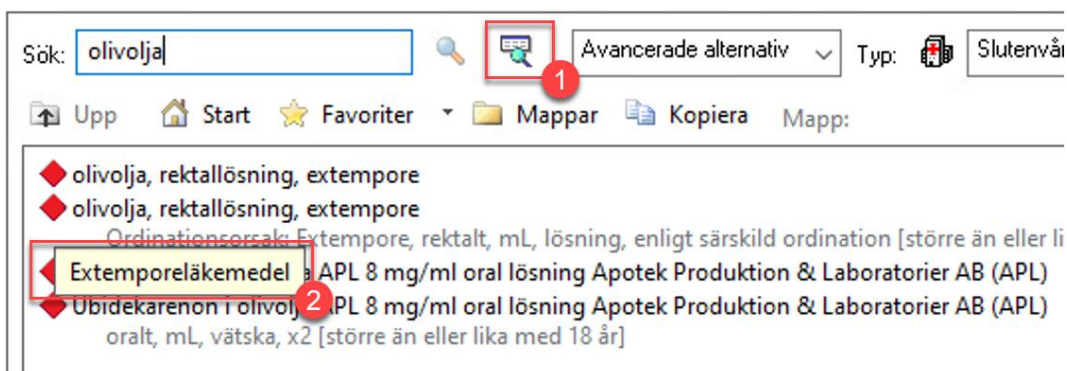 Sök: olivolja Avancerade alternativ Typ: Slutenvår
1
Upp Start Favoriter Mappar Kopiera Mapp:
olivolja, rektallösning, extempore
olivolja, rektallösning, extempore
Ordinationsorsak: Extempore, rektalt, mL, lösning, enligt särskild ordination [större än eller li
Extemporeläkemedel a APL 8 mg/ml oral lösning Apotek Produktion & Laboratorier AB (APL)
2
Ubidekarenon i olivolja APL 8 mg/ml oral lösning Apotek Produktion & Laboratorier AB (APL)
oralt, mL, vätska, x2 [större än eller lika med 18 år]